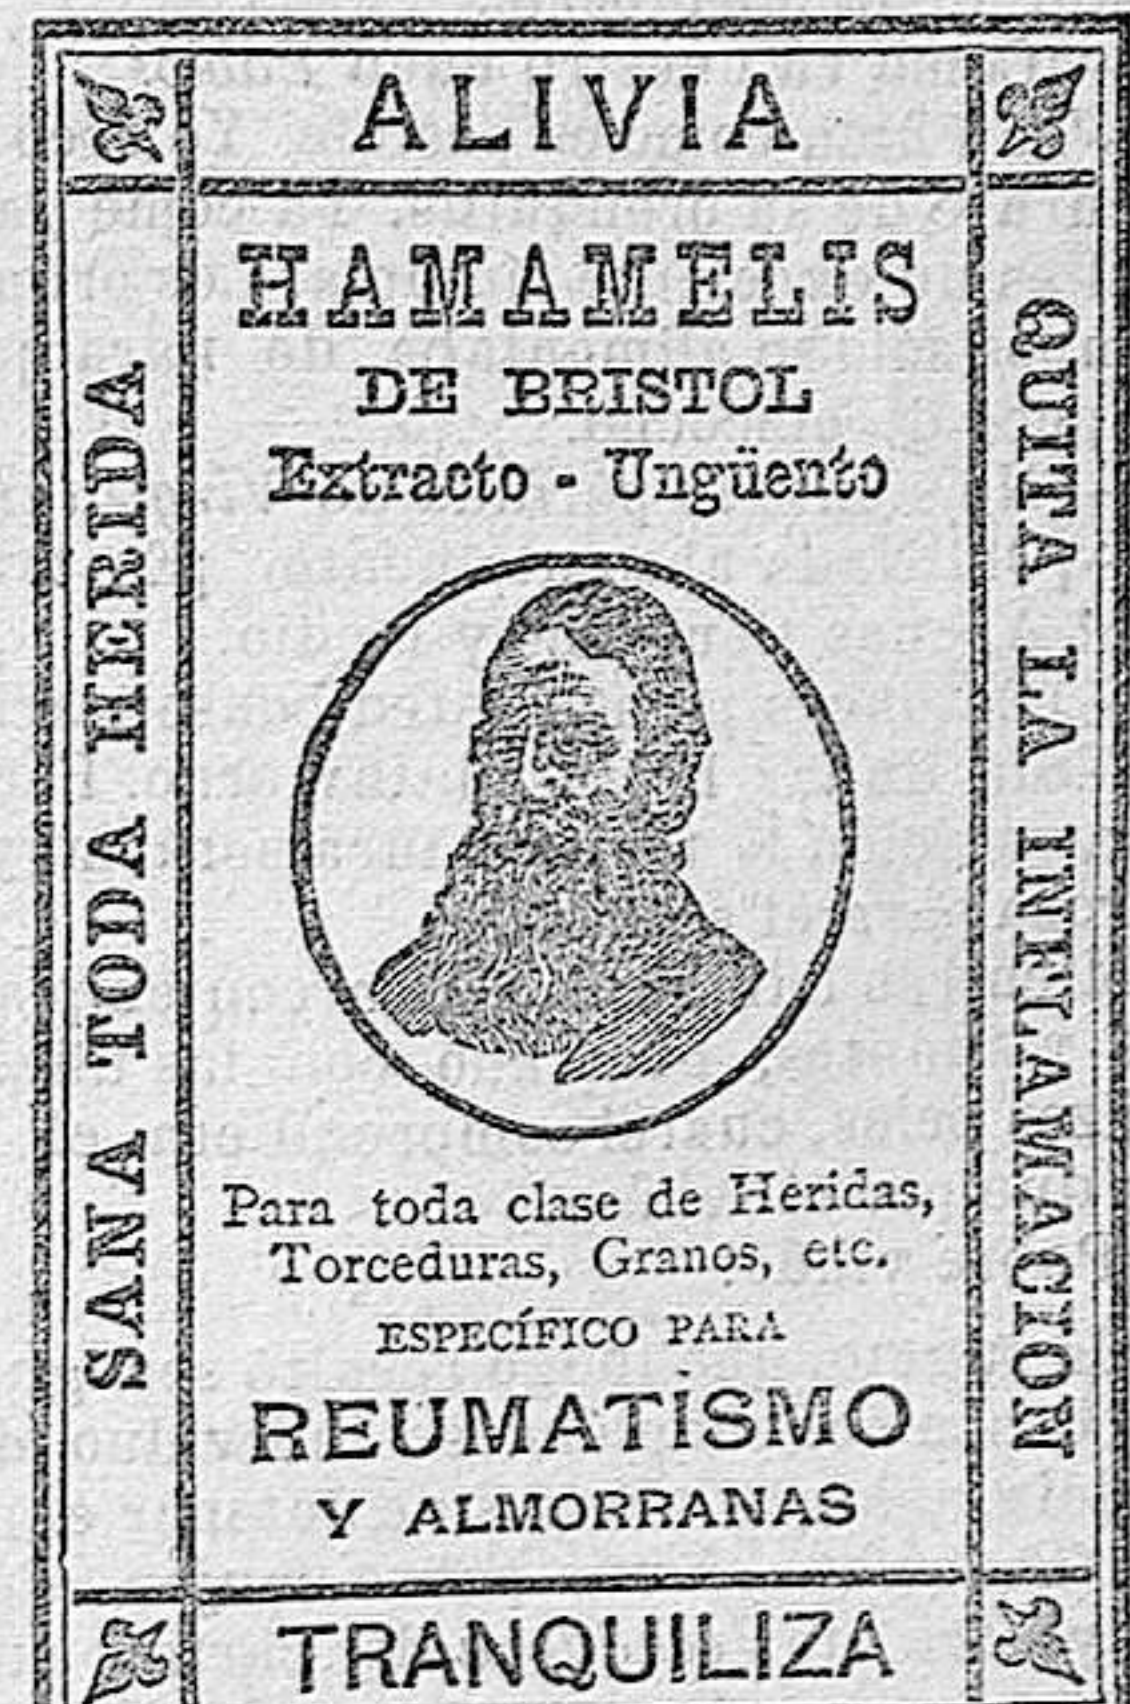 ALIVIA
SANA TODA HERIDA
HAMAMELIS
DE BRISTOL
Extracto - Ungüento
Para toda clase de Heridas,
Torceduras, Granos, etc.
ESPECÍFICO PARA
REUMATISMO
Y ALMORRANAS
QUITA LA INFLAMACION
TRANQUILIZA